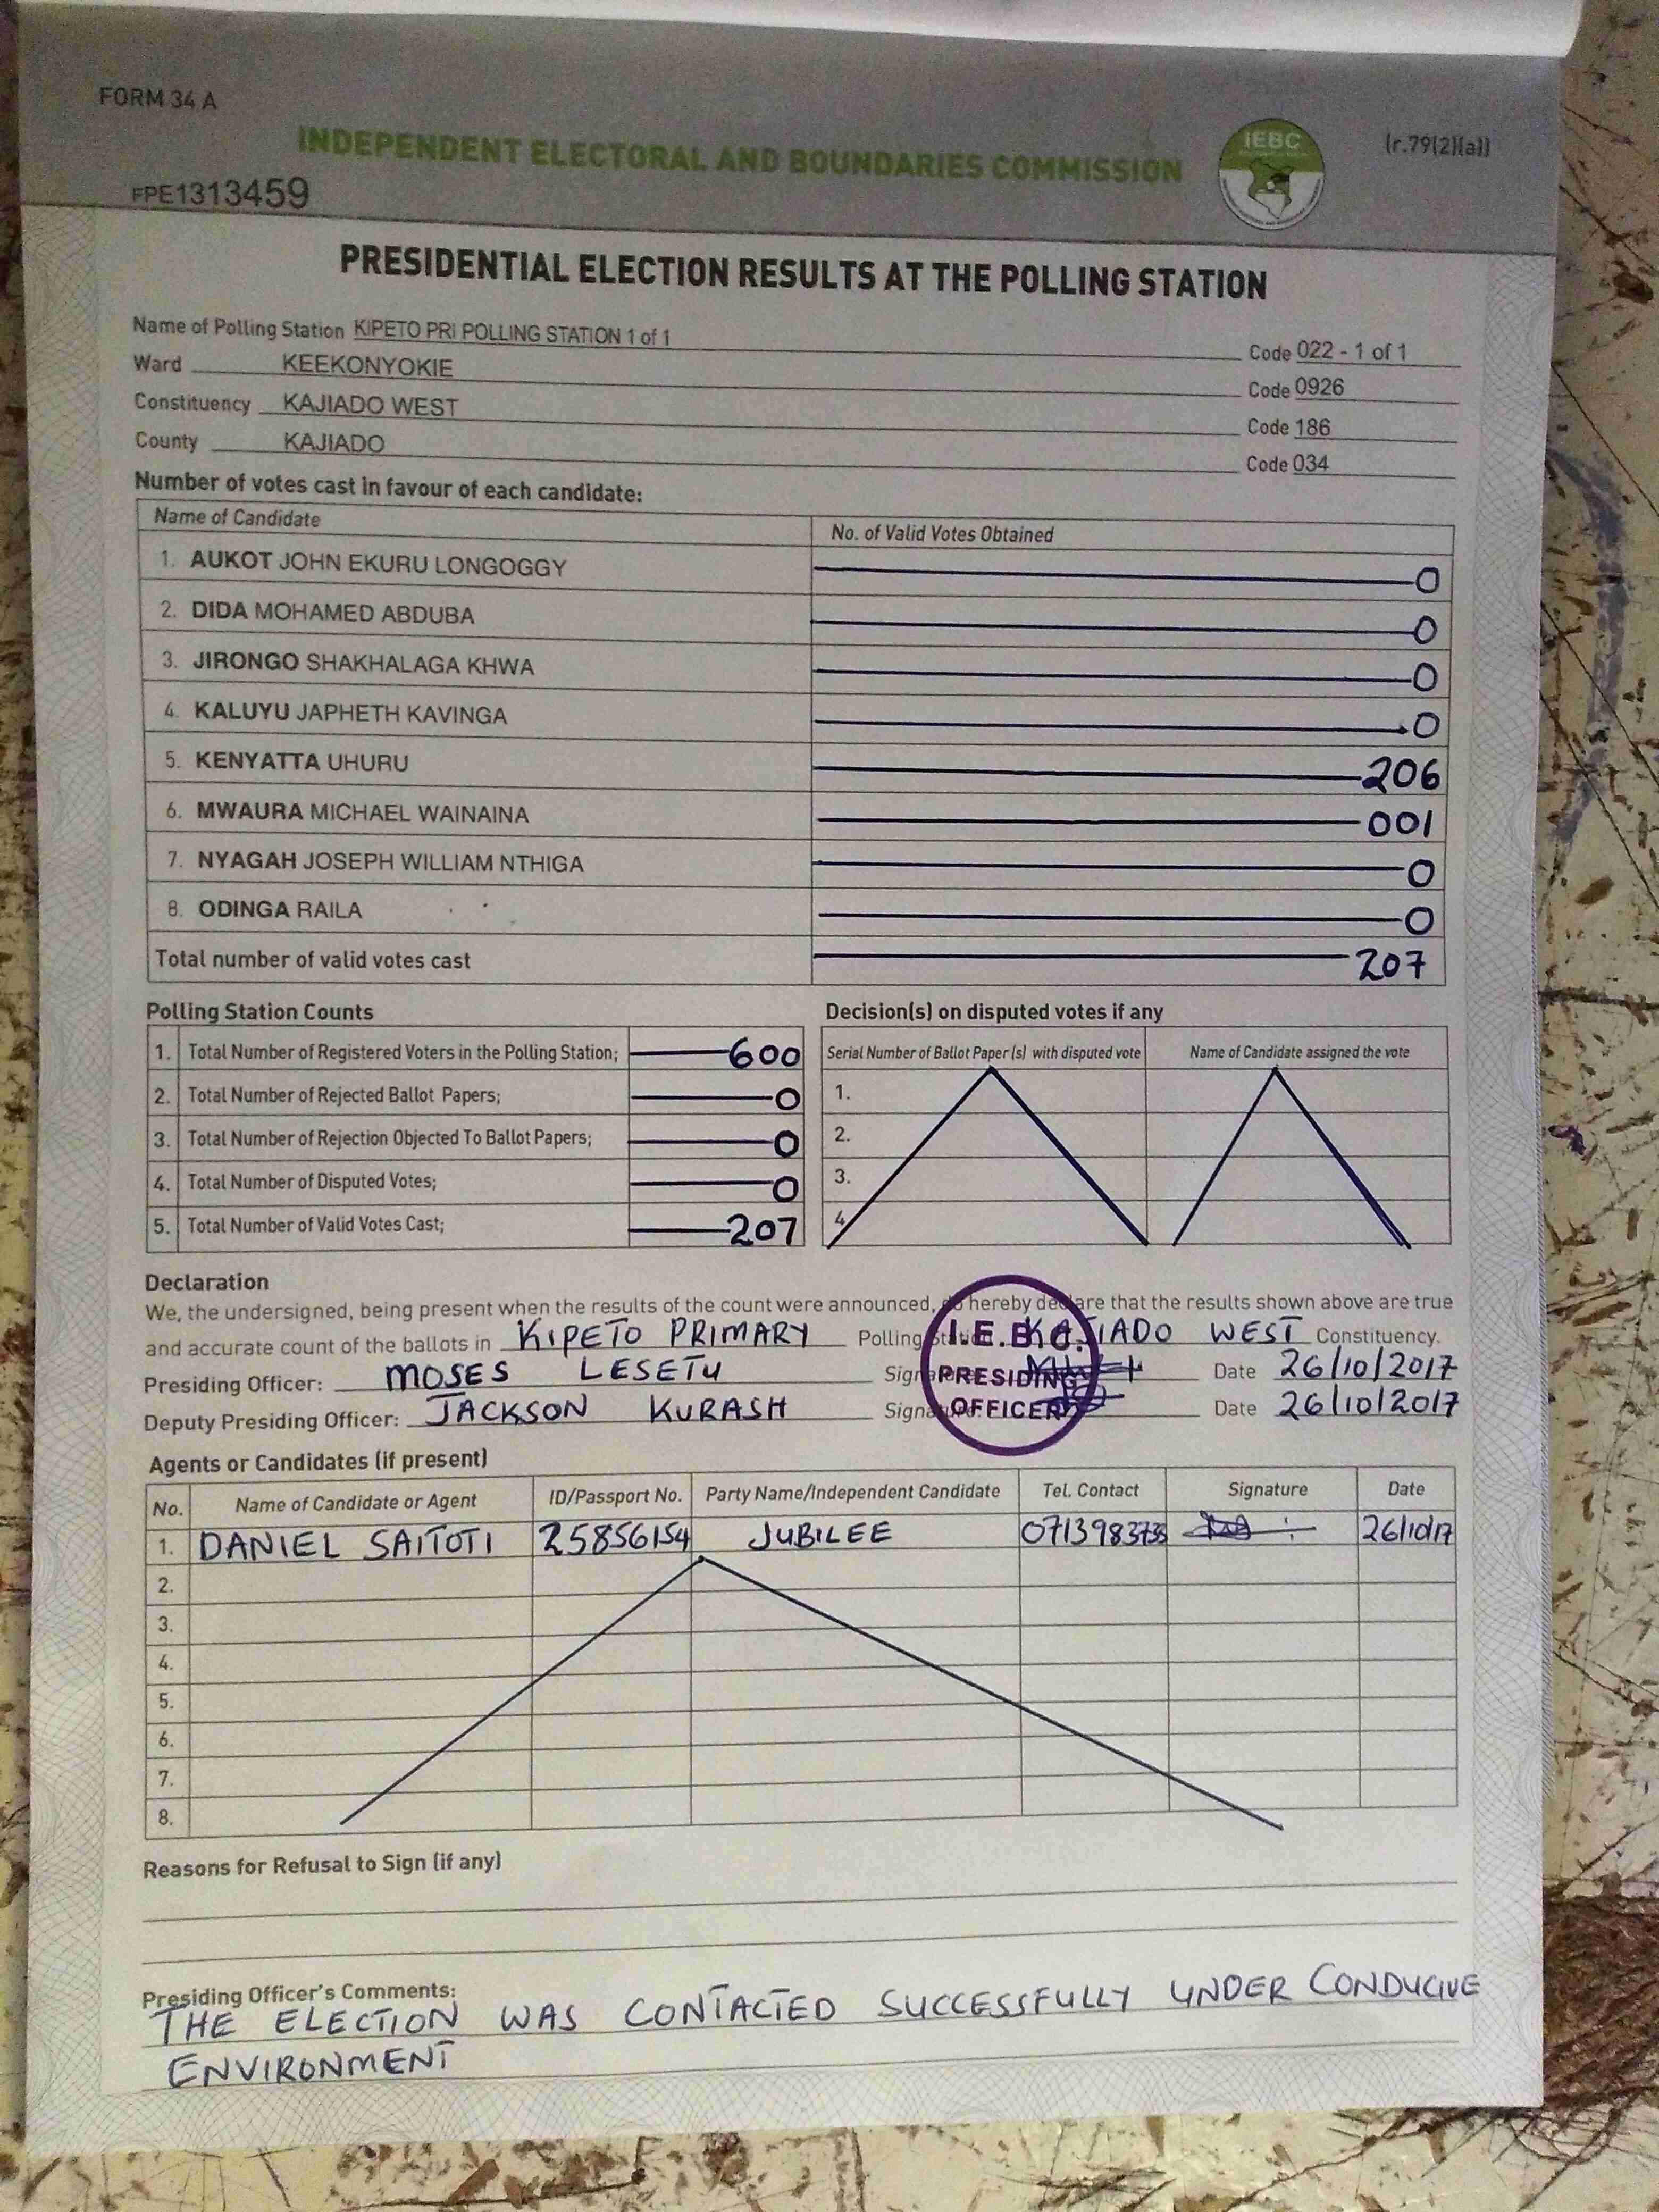 FORM 34 A
INDEPENDENT ELECTORAL AND BOUNDARIES COMMISSION
IEBC
(r.79(2)(a))
FPE1313459
PRESIDENTIAL ELECTION RESULTS AT THE POLLING STATION
Name of Polling Station KIPETO PRI POLLING STATION 1 of 1 Code 022 - 1 of 1
Ward KEEKONYOKIE Code 0926
Constituency KAJIADO WEST Code 186
County KAJIADO Code 034
Number of votes cast in favour of each candidate:
Name of Candidate No. of Valid Votes Obtained
1. AUKOT JOHN EKURU LONGOGGY 0
2. DIDA MOHAMED ABDUBA 0
3. JIRONGO SHAKHALAGA KHWA 0
4. KALUYU JAPHETH KAVINGA 0
5. KENYATTA UHURU 206
6. MWAURA MICHAEL WAINAINA 001
7. NYAGAH JOSEPH WILLIAM NTHIGA 0
8. ODINGA RAILA 0
Total number of valid votes cast 207
Polling Station Counts
1. Total Number of Registered Voters in the Polling Station; 600
2. Total Number of Rejected Ballot Papers; 0
3. Total Number of Rejection Objected To Ballot Papers; 0
4. Total Number of Disputed Votes; 0
5. Total Number of Valid Votes Cast; 207
Decision(s) on disputed votes if any
Serial Number of Ballot Paper (s) with disputed vote Name of Candidate assigned the vote
1.
2.
3.
4.
Declaration
We, the undersigned, being present when the results of the count were announced, do hereby declare that the results shown above are true
and accurate count of the ballots in KIPETO PRIMARY Polling Station KAJIADO WEST Constituency.
Presiding Officer: MOSES LESETU Date 26/10/2017
Deputy Presiding Officer: JACKSON KURASH Signature: Date 26/10/2017
I.E.B.C.
PRESIDING
OFFICER
Agents or Candidates (if present)
No. Name of Candidate or Agent ID/Passport No. Party Name/Independent Candidate Tel. Contact Signature Date
1. DANIEL SAITOTI 25856154 JUBILEE 0713983735 26/10/17
2.
3.
4.
5.
6.
7.
8.
Reasons for Refusal to Sign (if any)
Presiding Officer's Comments:
THE ELECTION WAS CONTACTED SUCCESSFULLY UNDER CONDUCIVE
ENVIRONMENT